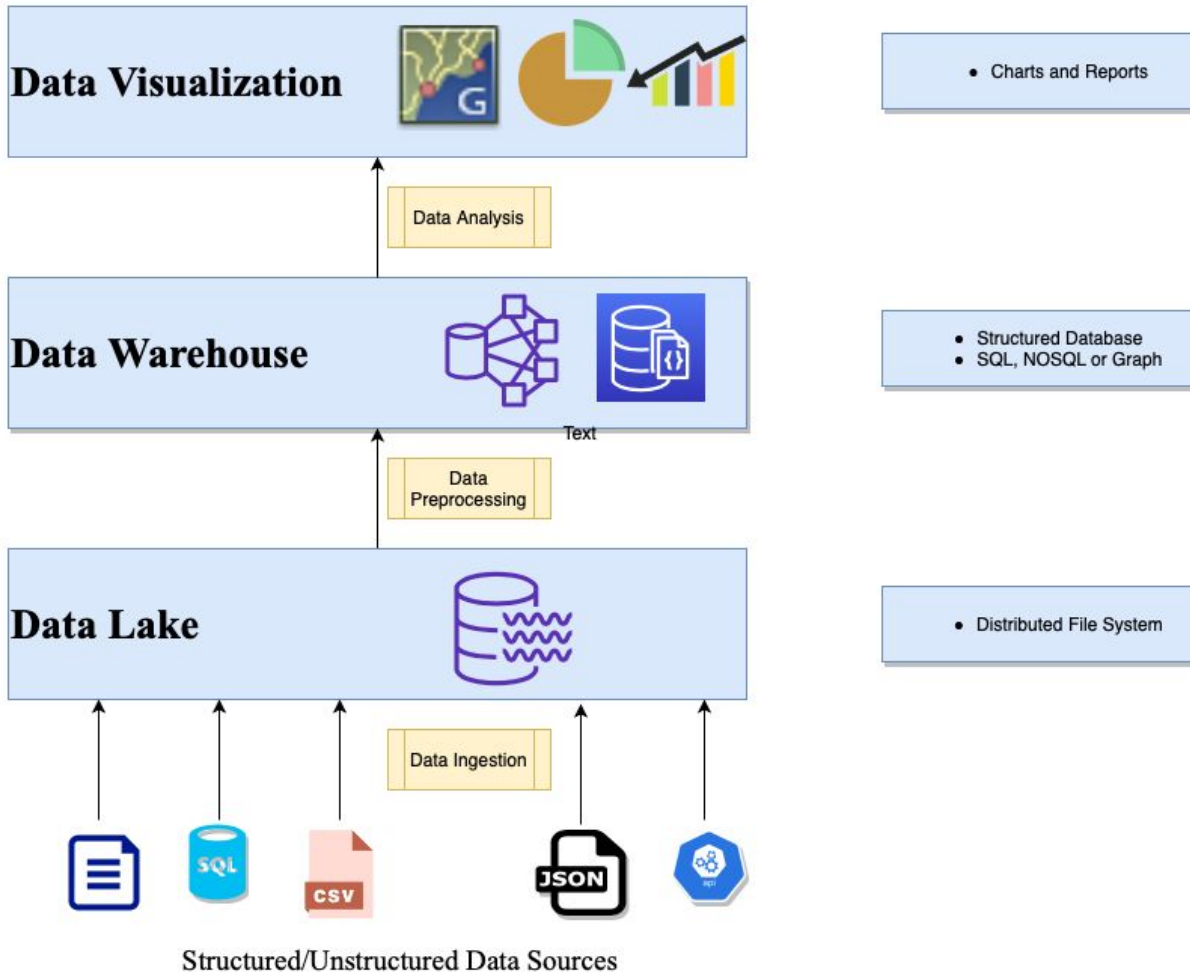 Data Visualization
G
• Charts and Reports
Data Analysis
Data Warehouse
{}
• Structured Database
• SQL, NOSQL or Graph
Text
Data
Preprocessing
Data Lake
• Distributed File System
Data Ingestion
SQL
CSV
JSON
api
Structured/Unstructured Data Sources